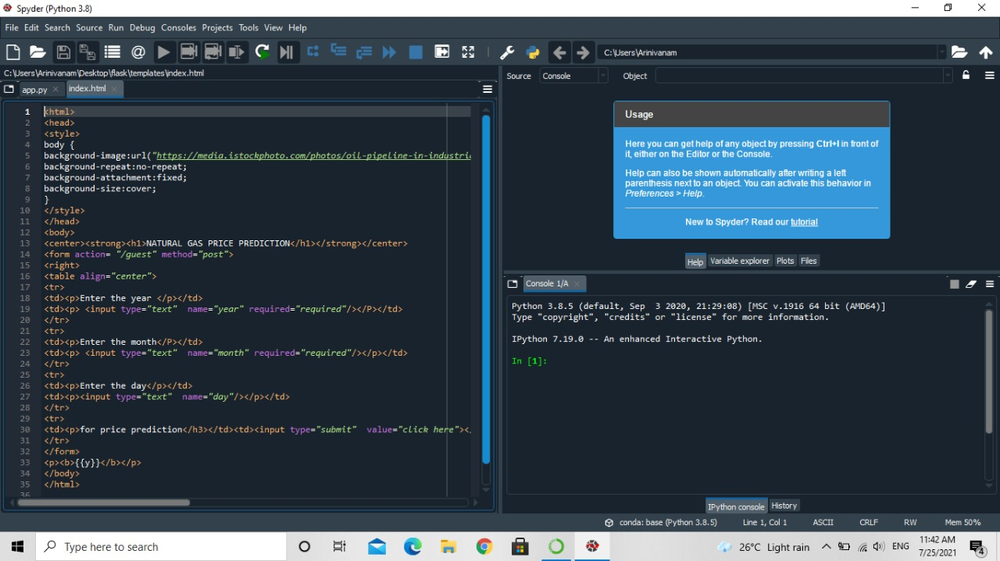 Spyder (Python 3.8)
File Edit Search Source Run Debug Consoles Projects Tools View Help
C:\Users\Arinivanam
C:\Users\Arinivanam\Desktop\flask\templates\index.html
app.py
index.html
1 <html>
2 <head>
3 <style>
4 body {
5 background-image:url("https://media.istockphoto.com/photos/oil-pipeline-in-industri
6 background-repeat:no-repeat;
7 background-attachment:fixed;
8 background-size:cover;
9 }
10 </style>
11 </head>
12 <body>
13 <center><strong><h1>NATURAL GAS PRICE PREDICTION</h1></strong></center>
14 <form action= "/guest" method="post">
15 <right>
16 <table align="center">
17 <tr>
18 <td><p>Enter the year </p></td>
19 <td><p> <input type="text"  name="year" required="required"/></P></td>
20 </tr>
21 <tr>
22 <td><p>Enter the month</P></td>
23 <td><p> <input type="text"  name="month" required="required"/></p></td>
24 </tr>
25 <tr>
26 <td><p>Enter the day</p></td>
27 <td><p><input type="text"  name="day"/></p></td>
28 </tr>
29 <tr>
30 <td><p>for price prediction</h3></td><td><input type="submit"  value="click here"></
31 </tr>
32 </form>
33 <p><b>{{y}}</b></p>
34 </body>
35 </html>
36
Source Console Object
Usage
Here you can get help of any object by pressing Ctrl+I in front of
it, either on the Editor or the Console.
Help can also be shown automatically after writing a left
parenthesis next to an object. You can activate this behavior in
Preferences > Help.
New to Spyder? Read our tutorial
Help Variable explorer Plots Files
Console 1/A
Python 3.8.5 (default, Sep  3 2020, 21:29:08) [MSC v.1916 64 bit (AMD64)]
Type "copyright", "credits" or "license" for more information.
IPython 7.19.0 -- An enhanced Interactive Python.
In [1]:
IPython console History
conda: base (Python 3.8.5) Line 1, Col 1 ASCII CRLF RW Mem 50%
Type here to search
26°C Light rain
ENG
11:42 AM
7/25/2021
4